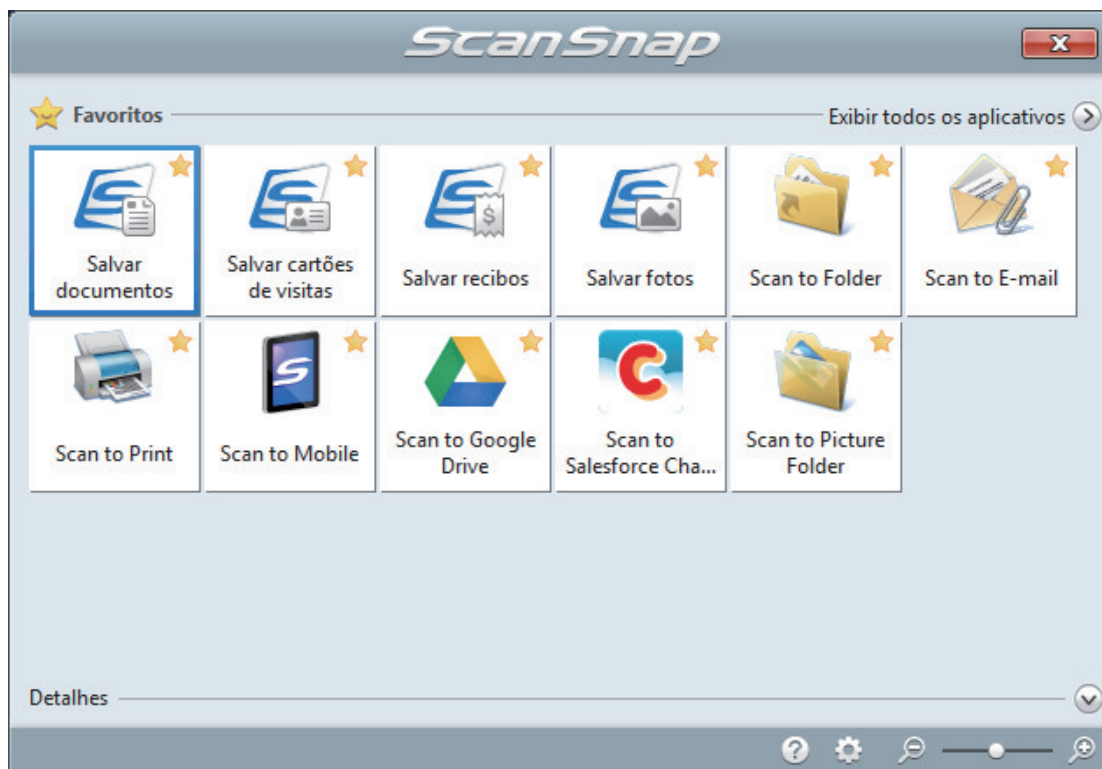 ScanSnap
Favoritos
Exibir todos os aplicativos
Salvar
documentos
Salvar cartões
de visitas
Salvar recibos
Salvar fotos
Scan to Folder
Scan to E-mail
Scan to Print
Scan to Mobile
Scan to Google
Drive
Scan to
Salesforce Cha...
Scan to Picture
Folder
Detalhes